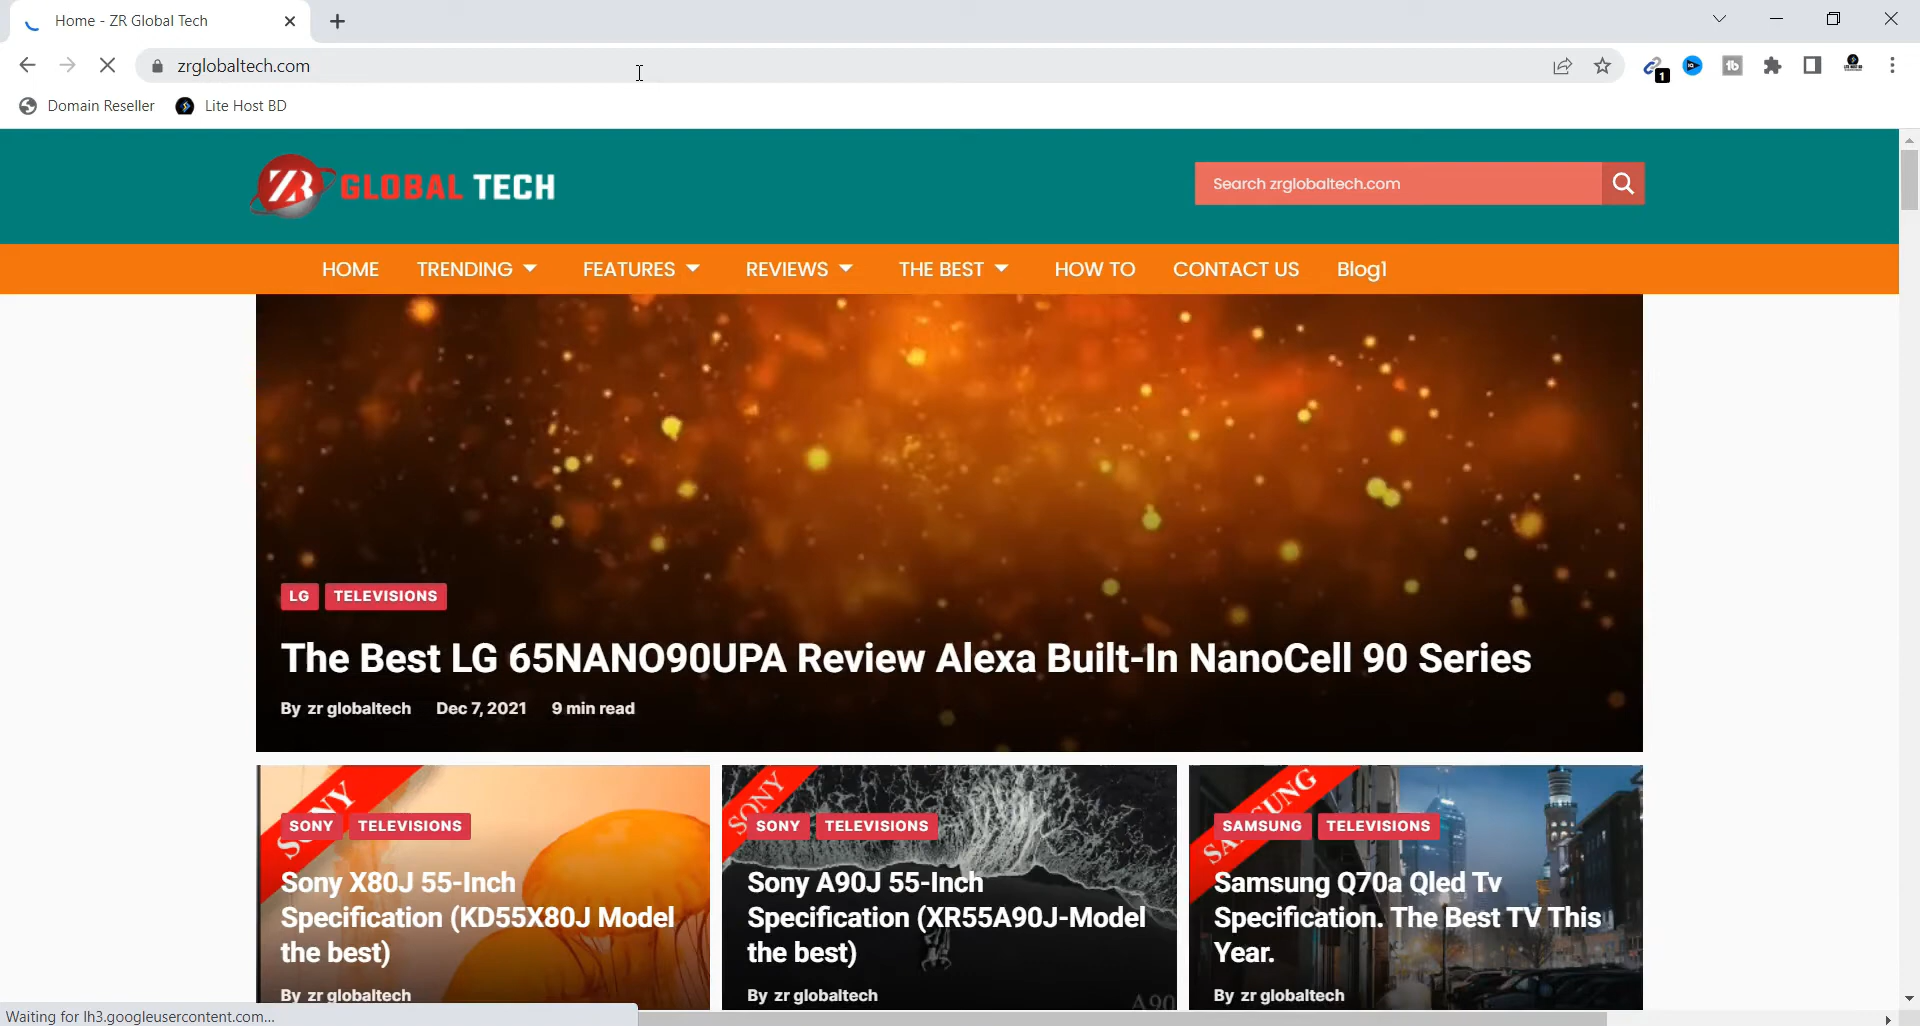 Home - ZR Global Tech
zrglobaltech.com
1
Domain Reseller
Lite Host BD
ZR GLOBAL TECH
Search zrglobaltech.com
HOME TRENDING FEATURES REVIEWS THE BEST HOW TO CONTACT US Blog1
LG TELEVISIONS
The Best LG 65NANO90UPA Review Alexa Built-In NanoCell 90 Series
By zr globaltech Dec 7, 2021 9 min read
SONY
SONY TELEVISIONS
Sony X80J 55-Inch
Specification (KD55X80J Model
the best)
By zr globaltech
SONY
SONY TELEVISIONS
Sony A90J 55-Inch
Specification (XR55A90J-Model
the best)
By zr globaltech
A90
SAMSUNG
SAMSUNG TELEVISIONS
Samsung Q70a Qled Tv
Specification. The Best TV This
Year.
By zr globaltech
Waiting for lh3.googleusercontent.com...